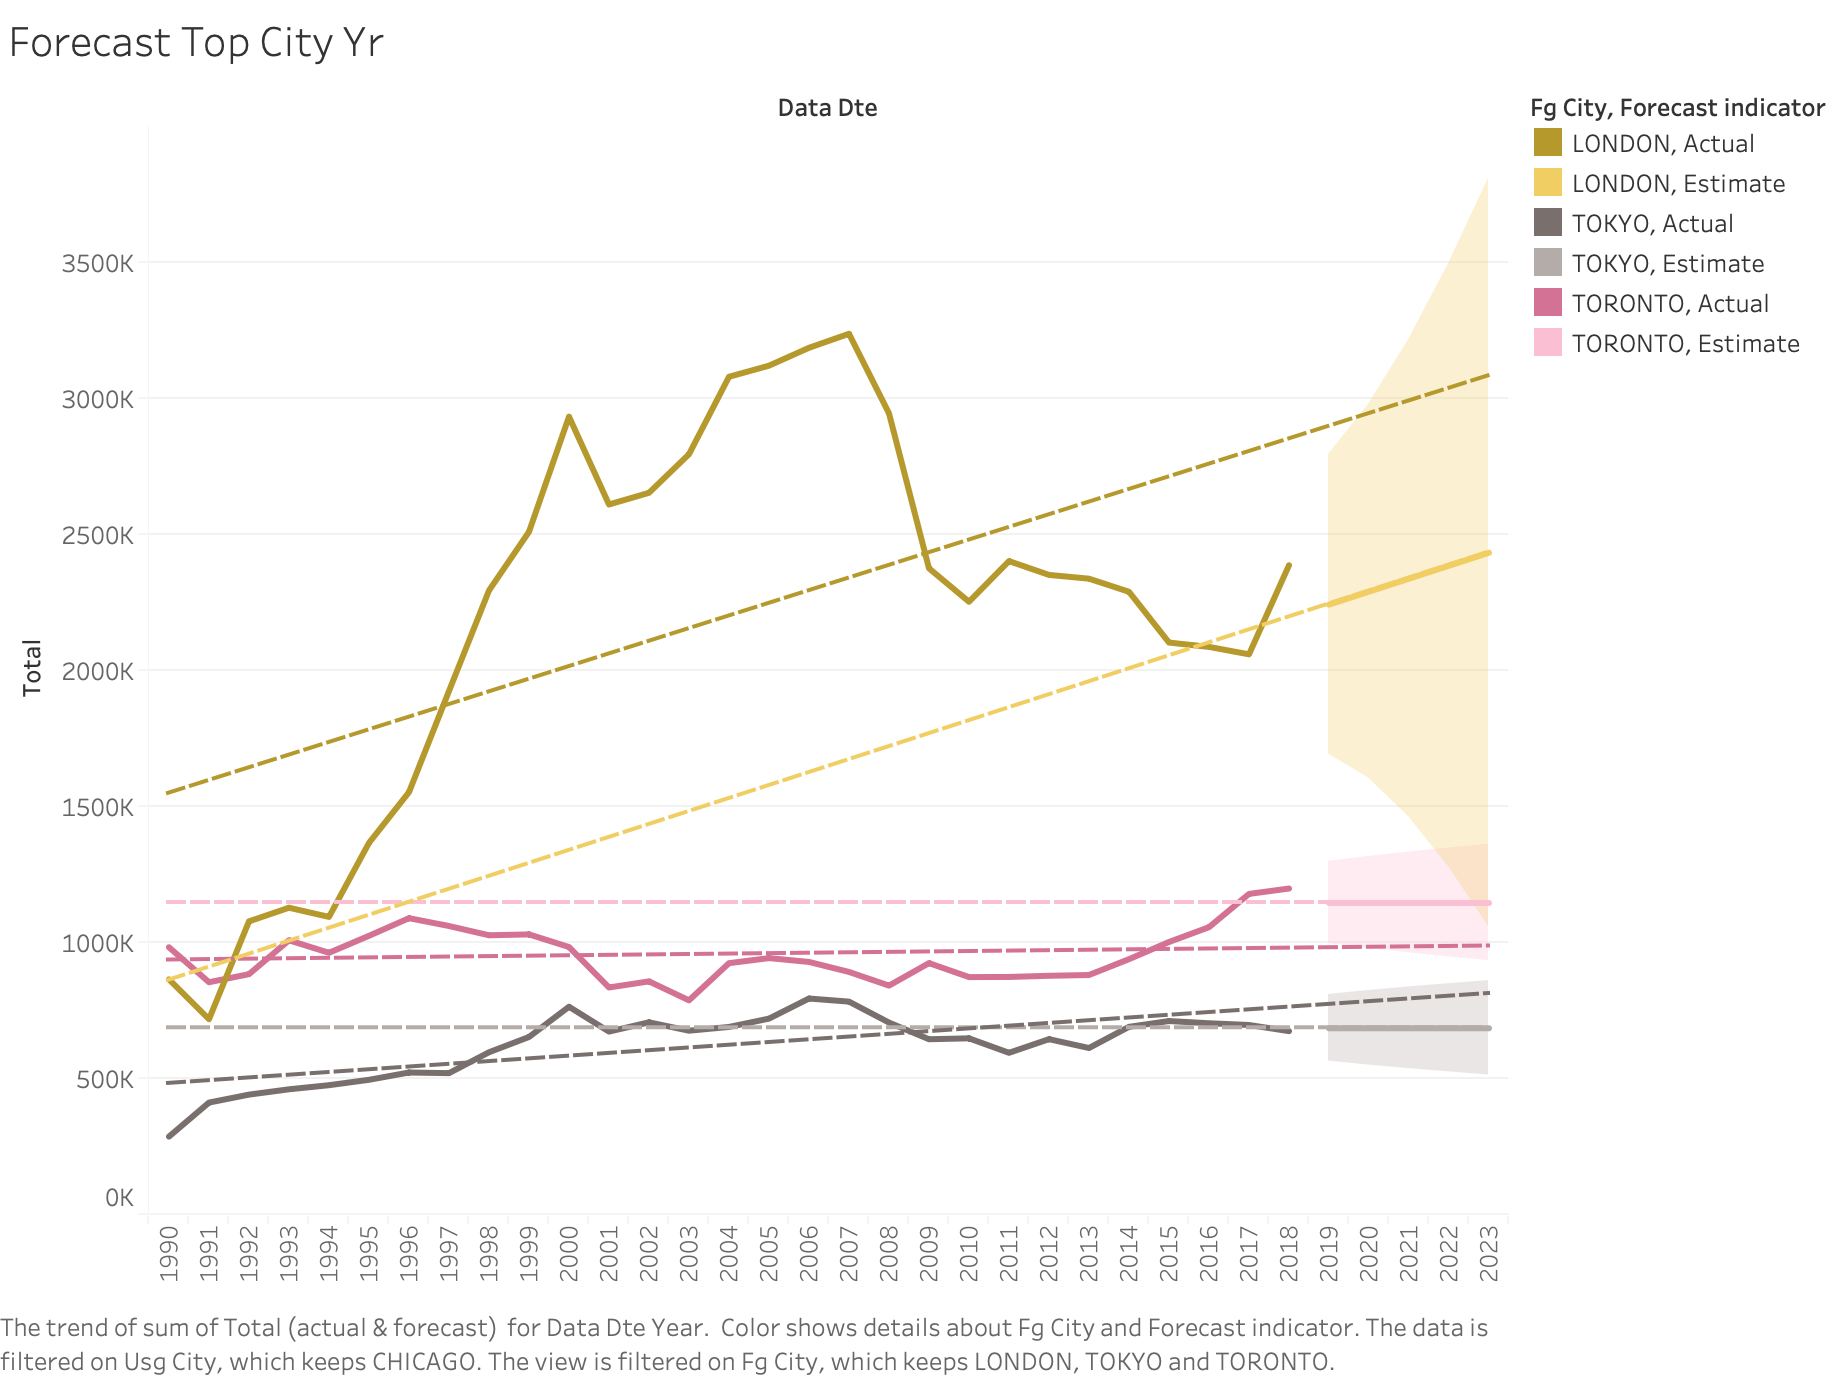 Forecast Top City Yr
Data Dte
Fg City, Forecast indicator
LONDON, Actual
LONDON, Estimate
TOKYO, Actual
TOKYO, Estimate
TORONTO, Actual
TORONTO, Estimate
Total
3500K
3000K
2500K
2000K
1500K
1000K
500K
0K
1990
1991
1992
1993
1994
1995
1996
1997
1998
1999
2000
2001
2002
2003
2004
2005
2006
2007
2008
2009
2010
2011
2012
2013
2014
2015
2016
2017
2018
2019
2020
2021
2022
2023
The trend of sum of Total (actual & forecast)  for Data Dte Year.  Color shows details about Fg City and Forecast indicator. The data is
filtered on Usg City, which keeps CHICAGO. The view is filtered on Fg City, which keeps LONDON, TOKYO and TORONTO.